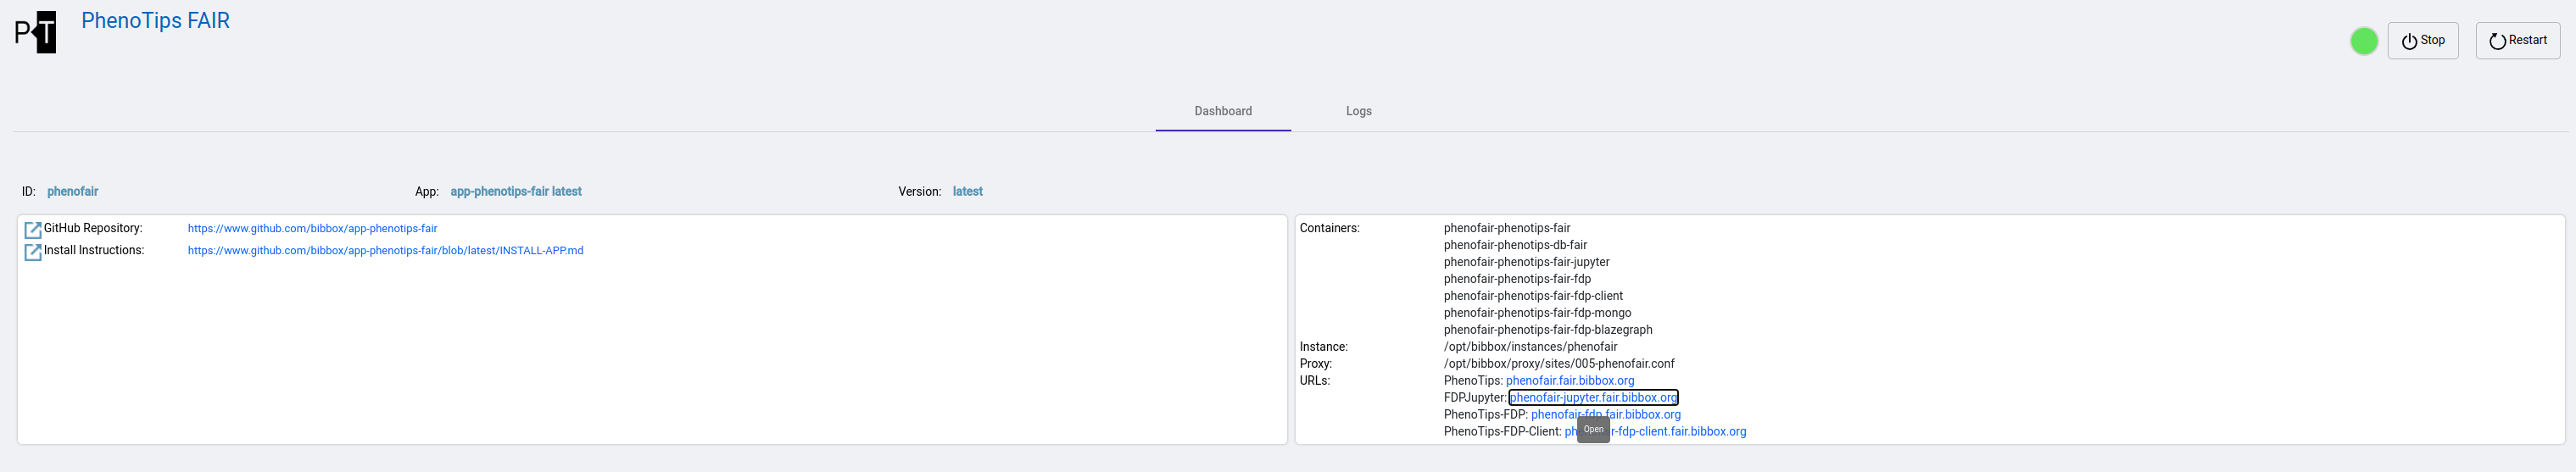 PT PhenoTips FAIR
Stop Restart
Dashboard Logs
ID: phenofair App: app-phenotips-fair latest Version: latest
GitHub Repository: https://www.github.com/bibbox/app-phenotips-fair
Install Instructions: https://www.github.com/bibbox/app-phenotips-fair/blob/latest/INSTALL-APP.md
Containers: phenofair-phenotips-fair
phenofair-phenotips-db-fair
phenofair-phenotips-fair-jupyter
phenofair-phenotips-fair-fdp
phenofair-phenotips-fair-fdp-client
phenofair-phenotips-fair-fdp-mongo
phenofair-phenotips-fair-fdp-blazegraph
Instance: /opt/bibbox/instances/phenofair
Proxy: /opt/bibbox/proxy/sites/005-phenofair.conf
URLs: PhenoTips: phenofair.fair.bibbox.org
FDPJupyter: phenofair-jupyter.fair.bibbox.org
PhenoTips-FDP: phenofair-fdp.fair.bibbox.org
PhenoTips-FDP-Client: ph r-fdp-client.fair.bibbox.org
Open